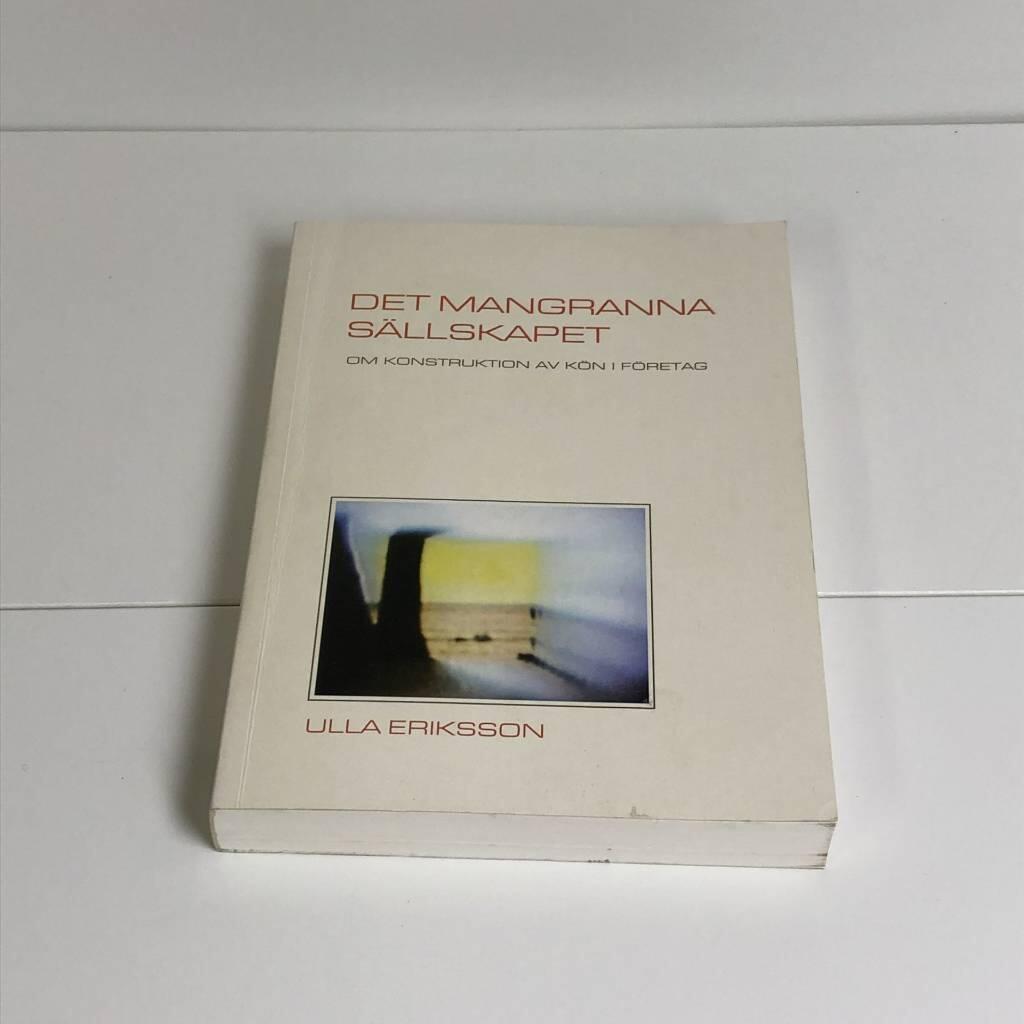 DET MANGRANNA
SÄLLSKAPET
OM KONSTRUKTION AV KÖN I FÖRETAG
ULLA ERIKSSON